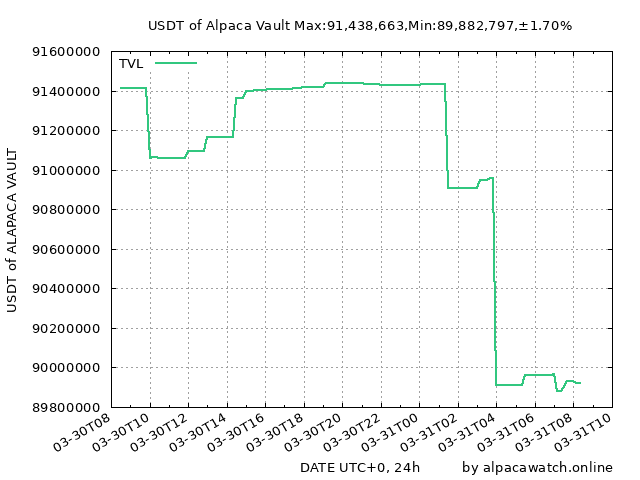 USDT of Alpaca Vault Max:91,438,663,Min:89,882,797,±1.70%
TVL
USDT of ALAPACA VAULT
91600000
91400000
91200000
91000000
90800000
90600000
90400000
90200000
90000000
89800000
03-30T08
03-30T10
03-30T12
03-30T14
03-30T16
03-30T18
03-30T20
03-30T22
03-31T00
03-31T02
03-31T04
03-31T06
03-31T08
03-31T10
DATE UTC+0, 24h
by alpacawatch.online